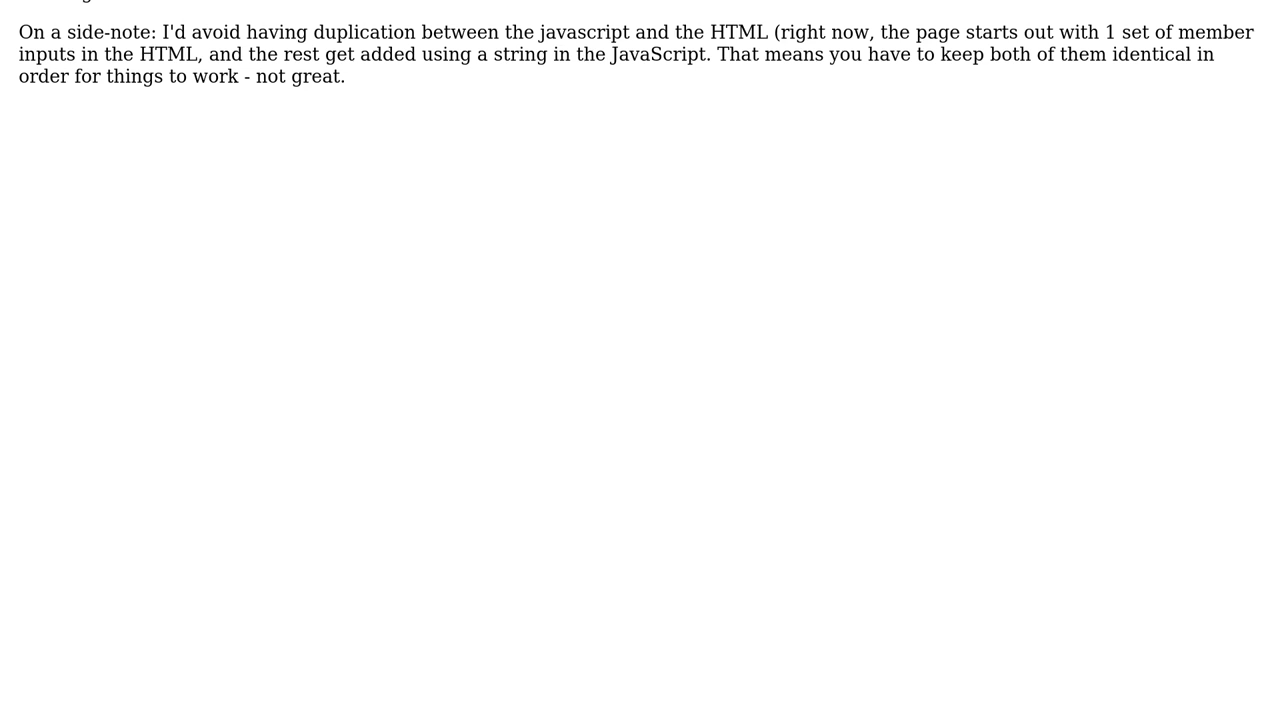 On a side-note: I'd avoid having duplication between the javascript and the HTML (right now, the page starts out with 1 set of member
inputs in the HTML, and the rest get added using a string in the JavaScript. That means you have to keep both of them identical in
order for things to work - not great.